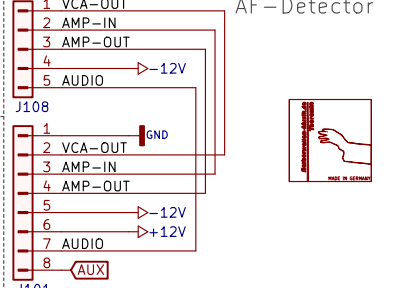 AF-Detector
1 VCA-OUT
2 AMP-IN
3 AMP-OUT
4 -12V
5 AUDIO
J108
1 GND
2 VCA-OUT
3 AMP-IN
4 AMP-OUT
5 -12V
6 +12V
7 AUDIO
8 AUX
J101
MADE IN GERMANY